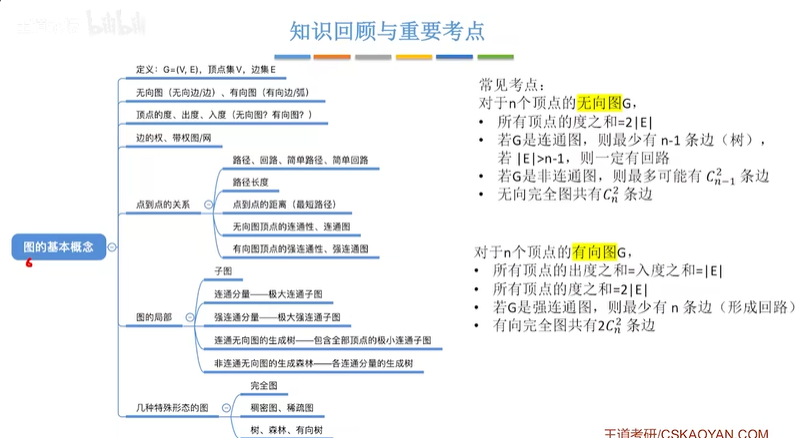 bilibili
知识回顾与重要考点
定义：G=(V, E)，顶点集V，边集E
无向图（无向边/边）、有向图（有向边/弧）
顶点的度、出度、入度（无向图？有向图？）
边的权、带权图/网
点到点的关系
路径、回路、简单路径、简单回路
路径长度
点到点的距离（最短路径）
无向图顶点的连通性、连通图
有向图顶点的强连通性、强连通图
图的基本概念
图的局部
子图
连通分量——极大连通子图
强连通分量——极大强连通子图
连通无向图的生成树——包含全部顶点的极小连通子图
非连通无向图的生成森林——各连通分量的生成树
几种特殊形态的图
完全图
稠密图、稀疏图
树、森林、有向树
常见考点：
对于n个顶点的无向图G，
• 所有顶点的度之和=2|E|
• 若G是连通图，则最少有 n-1 条边（树），
若 |E|>n-1，则一定有回路
• 若G是非连通图，则最多可能有 C²ₙ₋₁ 条边
• 无向完全图共有C²ₙ 条边
对于n个顶点的有向图G，
• 所有顶点的出度之和=入度之和=|E|
• 所有顶点的度之和=2|E|
• 若G是强连通图，则最少有 n 条边（形成回路）
• 有向完全图共有2C²ₙ 条边
王道考研/CSKAOYAN.COM